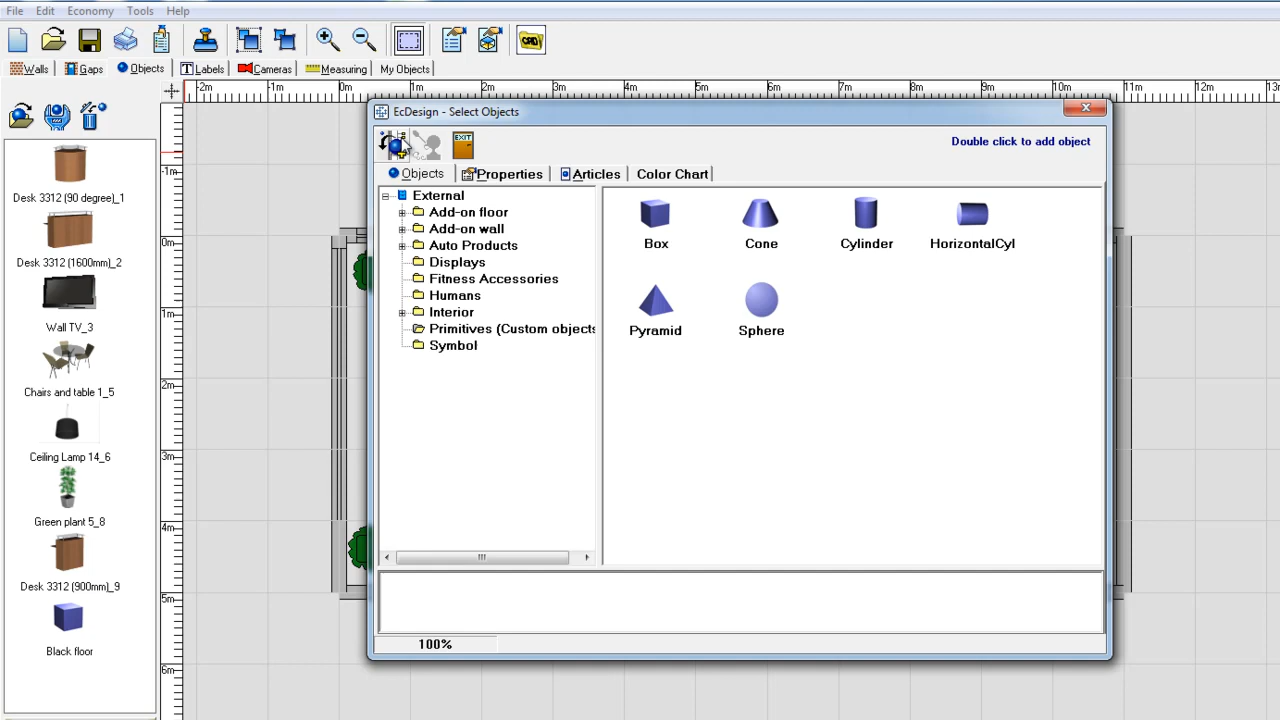 File Edit Economy Tools Help
CPD
Walls Gaps Objects Labels Cameras Measuring My Objects
-2m -1m 0m 1m 2m 3m 4m 5m 6m 7m 8m 9m 10m 11m 12m 13m
EcDesign - Select Objects
EXIT
Double click to add object
Objects Properties Articles Color Chart
External
Add-on floor
Add-on wall
Auto Products
Displays
Fitness Accessories
Humans
Interior
Primitives (Custom objects
Symbol
Box Cone Cylinder HorizontalCyl
Pyramid Sphere
100%
Desk 3312 (90 degree)_1
Desk 3312 (1600mm)_2
Wall TV_3
Chairs and table 1_5
Ceiling Lamp 14_6
Green plant 5_8
Desk 3312 (900mm)_9
Black floor
-1m
0m
1m
2m
3m
4m
5m
6m